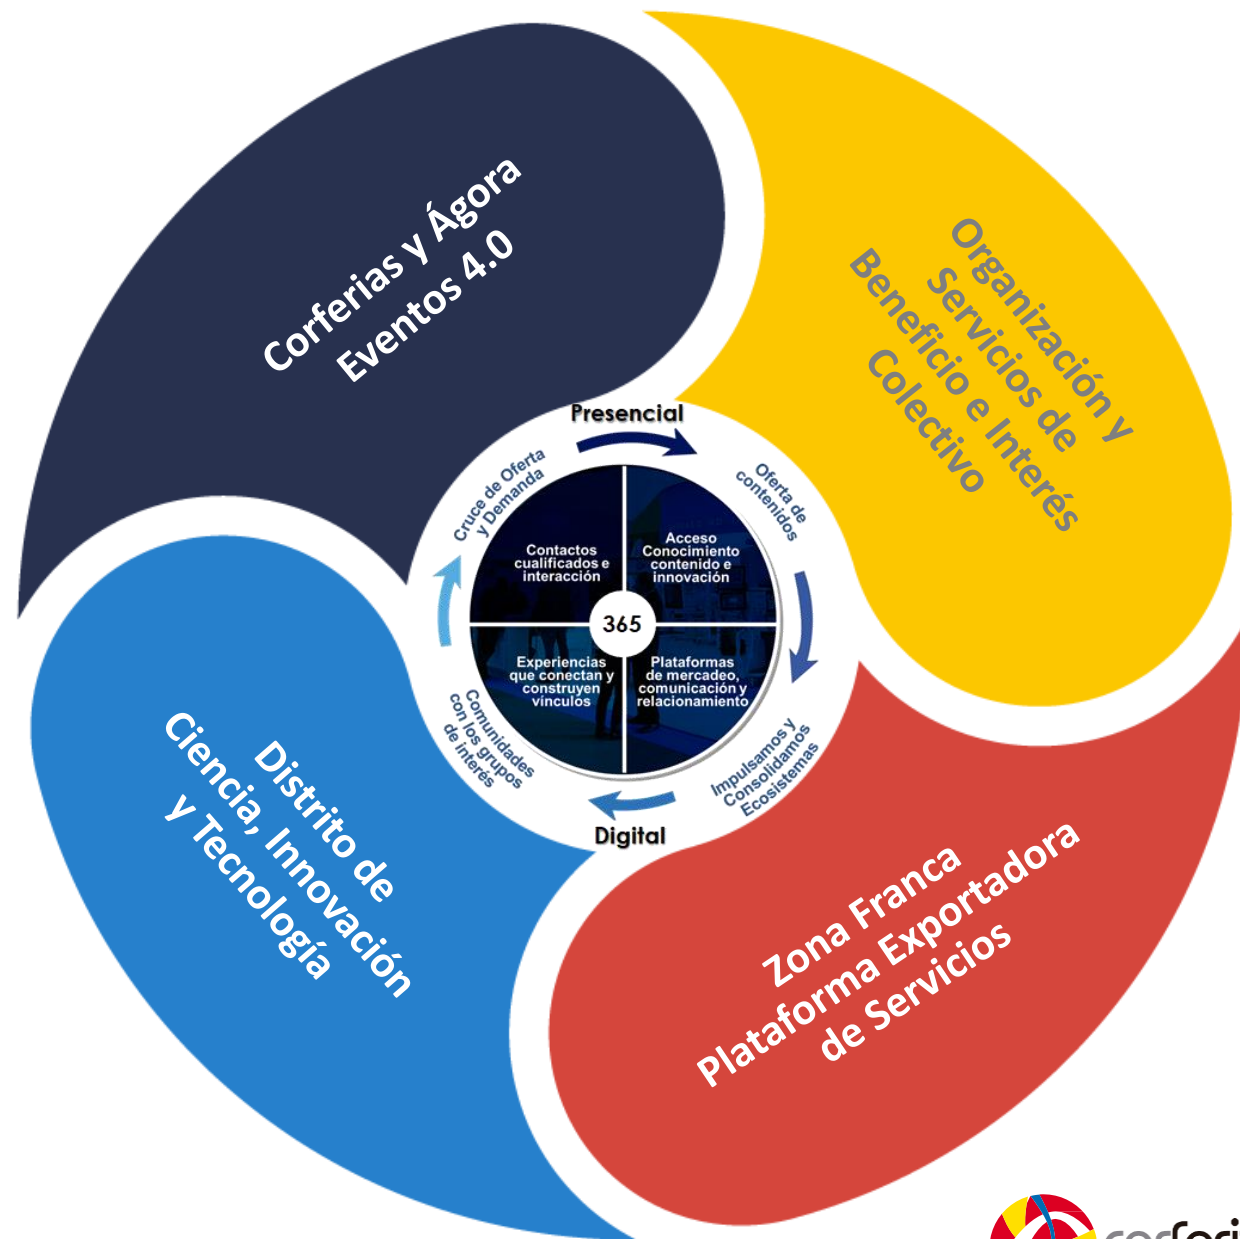 Corferias y Ágora
Eventos 4.0
Organización y
Servicios de
Beneficio e Interés
Colectivo
Presencial
Cruce de Oferta
y Demanda
Oferta de
contenidos
Contactos
cualificados e
interacción
Acceso
Conocimiento
contenido e
innovación
365
Experiencias
que conectan y
construyen
vínculos
Plataformas
de mercadeo,
comunicación y
relacionamiento
Comunidades
con los grupos
de interés
Impulsamos y
Consolidamos
Ecosistemas
Digital
Distrito de
Ciencia, Innovación
y Tecnología
Zona Franca
Plataforma Exportadora
de Servicios